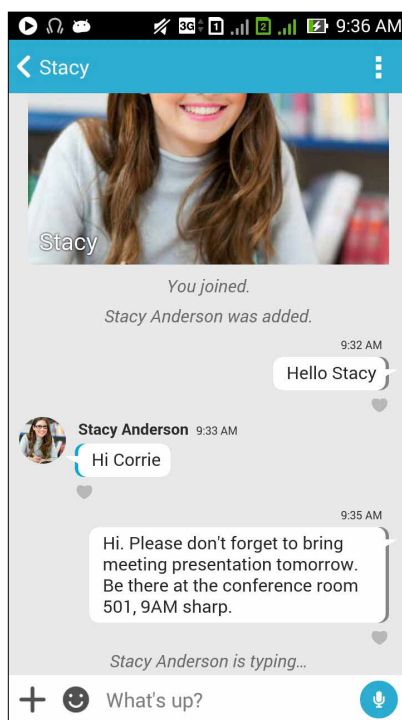 3G 1 2 9:36 AM
Stacy
Stacy
You joined.
Stacy Anderson was added.
9:32 AM
Hello Stacy
Stacy Anderson 9:33 AM
Hi Corrie
9:35 AM
Hi. Please don't forget to bring
meeting presentation tomorrow.
Be there at the conference room
501, 9AM sharp.
Stacy Anderson is typing...
What's up?